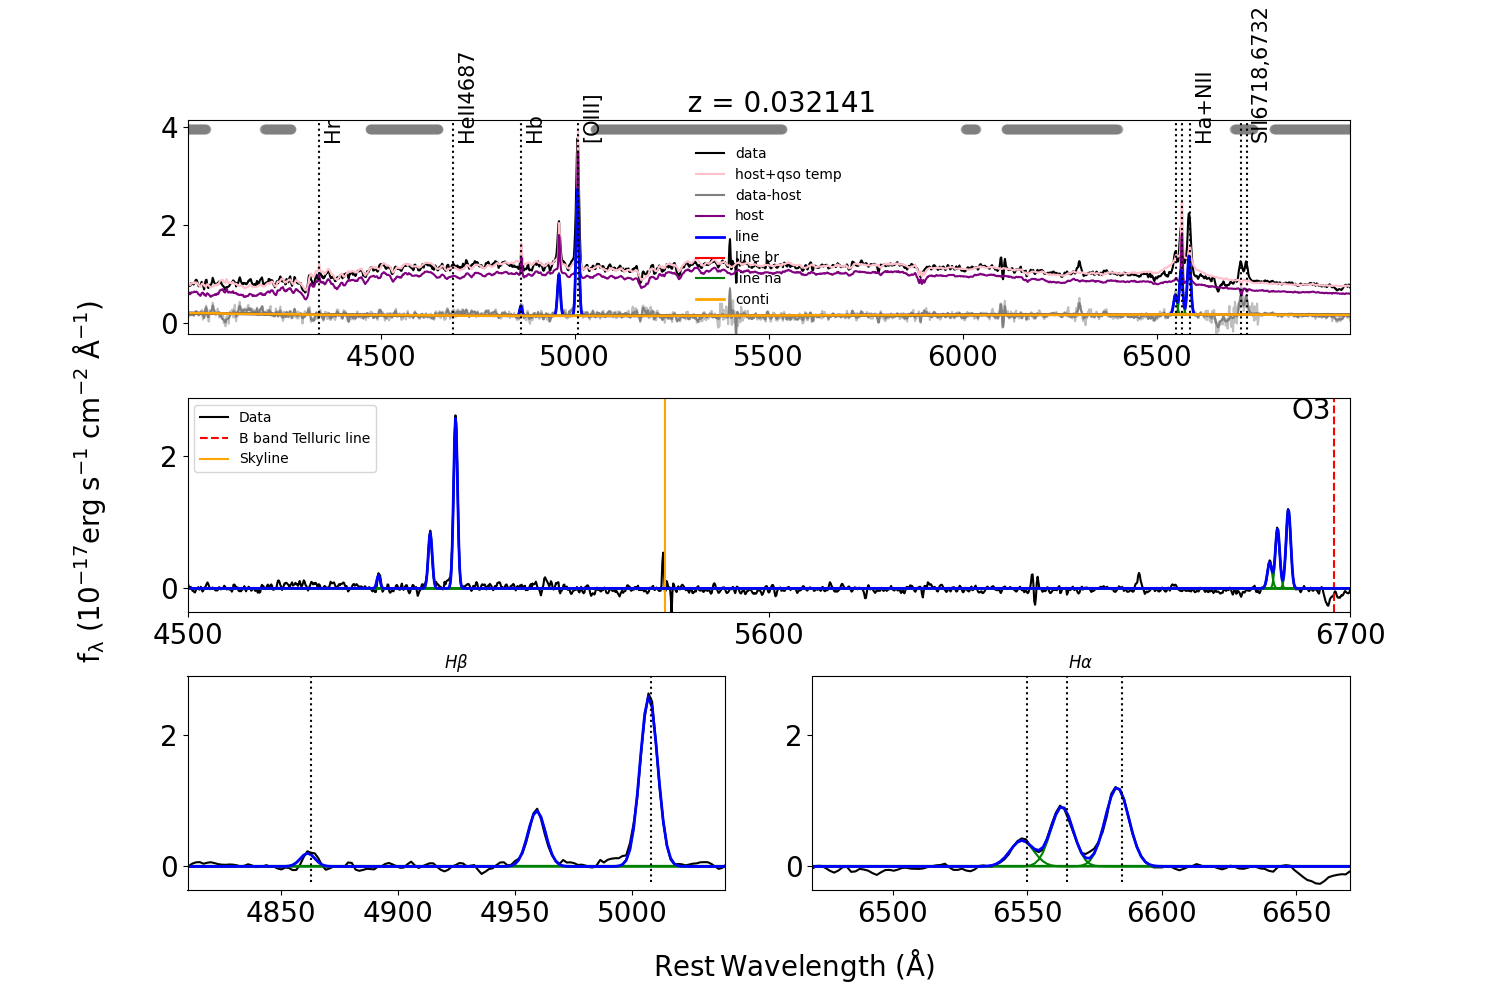 z = 0.032141
Hr
HeII4687
Hb
[OIII]
Ha+NII
SII6718,6732
data
host+qso temp
data-host
host
line
line br
line na
conti
4
2
0
4500 5000 5500 6000 6500
Data
B band Telluric line
Skyline
O3
2
0
4500 5600 6700
fλ (10−17erg s−1 cm−2 Å−1)
Hβ
2
0
4850 4900 4950 5000
Hα
2
0
6500 6550 6600 6650
Rest Wavelength (Å)